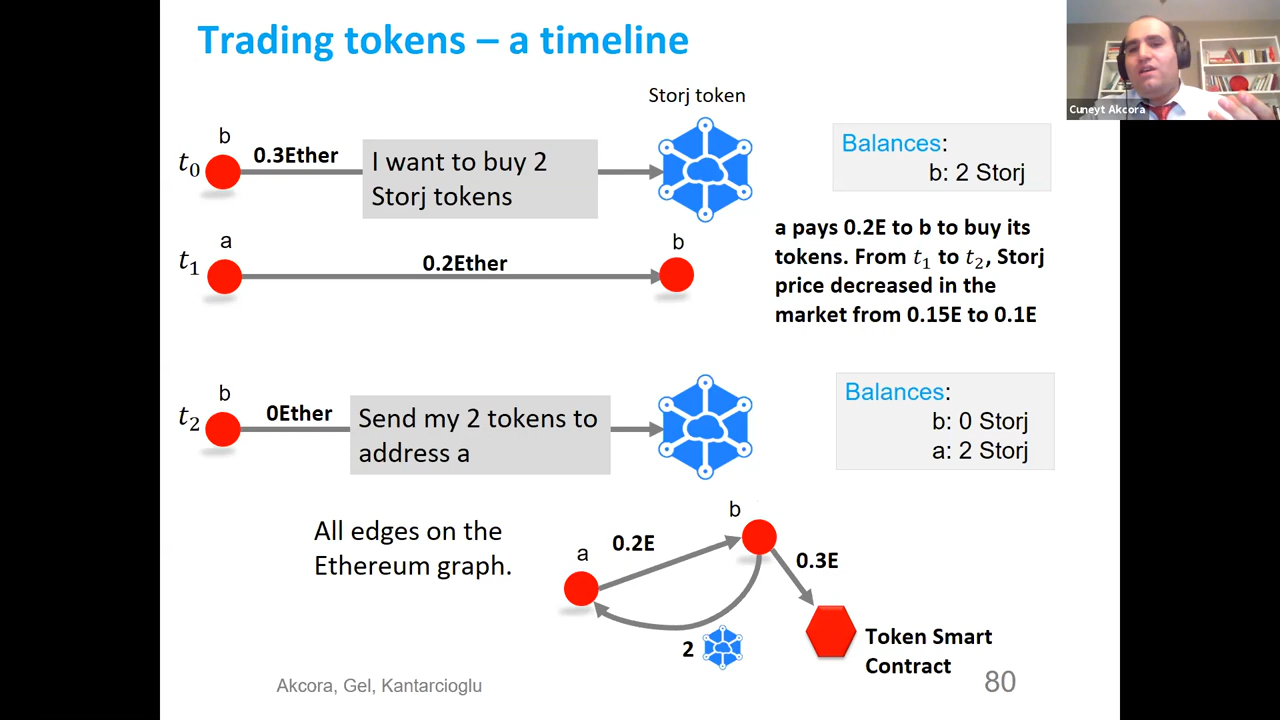 Trading tokens – a timeline
Cuneyt Akcora
Storj token
b
t0
0.3Ether
I want to buy 2
Storj tokens
Balances:
b: 2 Storj
a
t1
0.2Ether
b
a pays 0.2E to b to buy its
tokens. From t1 to t2, Storj
price decreased in the
market from 0.15E to 0.1E
b
t2
0Ether
Send my 2 tokens to
address a
Balances:
b: 0 Storj
a: 2 Storj
All edges on the
Ethereum graph.
a
0.2E
b
0.3E
2
Token Smart
Contract
Akcora, Gel, Kantarcioglu
80